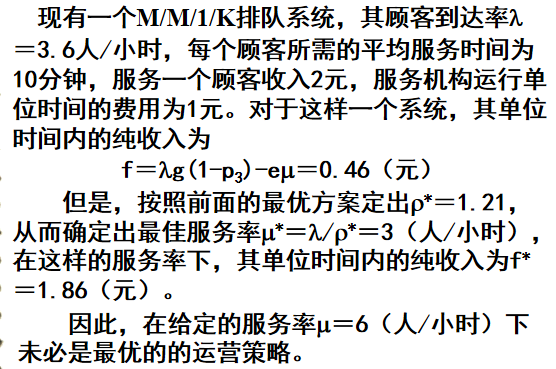 现有一个M/M/1/K排队系统，其顾客到达率λ
＝3.6人/小时，每个顾客所需的平均服务时间为
10分钟，服务一个顾客收入2元，服务机构运行单
位时间的费用为1元。对于这样一个系统，其单位
时间内的纯收入为
f＝λg(1-p₃)-eμ＝0.46（元）
但是，按照前面的最优方案定出ρ*＝1.21，
从而确定出最佳服务率μ*＝λ/ρ*＝3（人/小时），
在这样的服务率下，其单位时间内的纯收入为f*
＝1.86（元）。
因此，在给定的服务率μ＝6（人/小时）下
未必是最优的的运营策略。